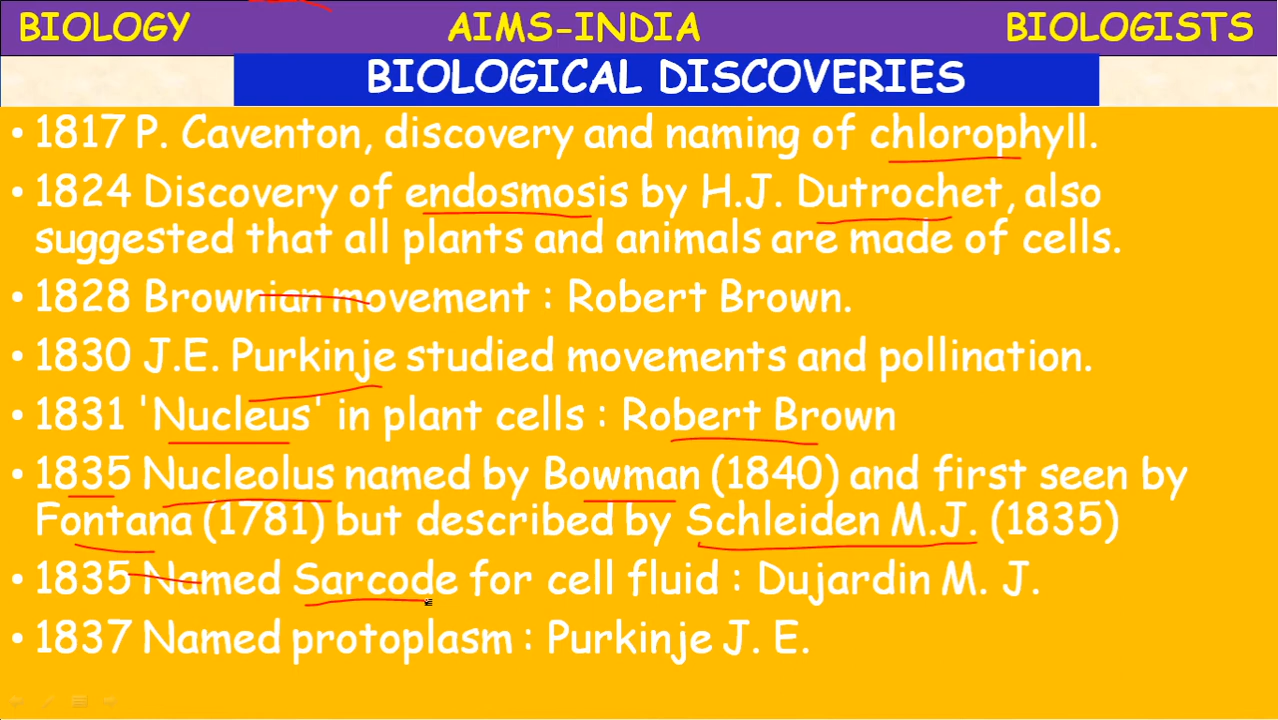 BIOLOGY AIMS-INDIA BIOLOGISTS
BIOLOGICAL DISCOVERIES
• 1817 P. Caventon, discovery and naming of chlorophyll.
• 1824 Discovery of endosmosis by H.J. Dutrochet, also
suggested that all plants and animals are made of cells.
• 1828 Brownian movement : Robert Brown.
• 1830 J.E. Purkinje studied movements and pollination.
• 1831 'Nucleus' in plant cells : Robert Brown
• 1835 Nucleolus named by Bowman (1840) and first seen by
Fontana (1781) but described by Schleiden M.J. (1835)
• 1835 Named Sarcode for cell fluid : Dujardin M. J.
• 1837 Named protoplasm : Purkinje J. E.